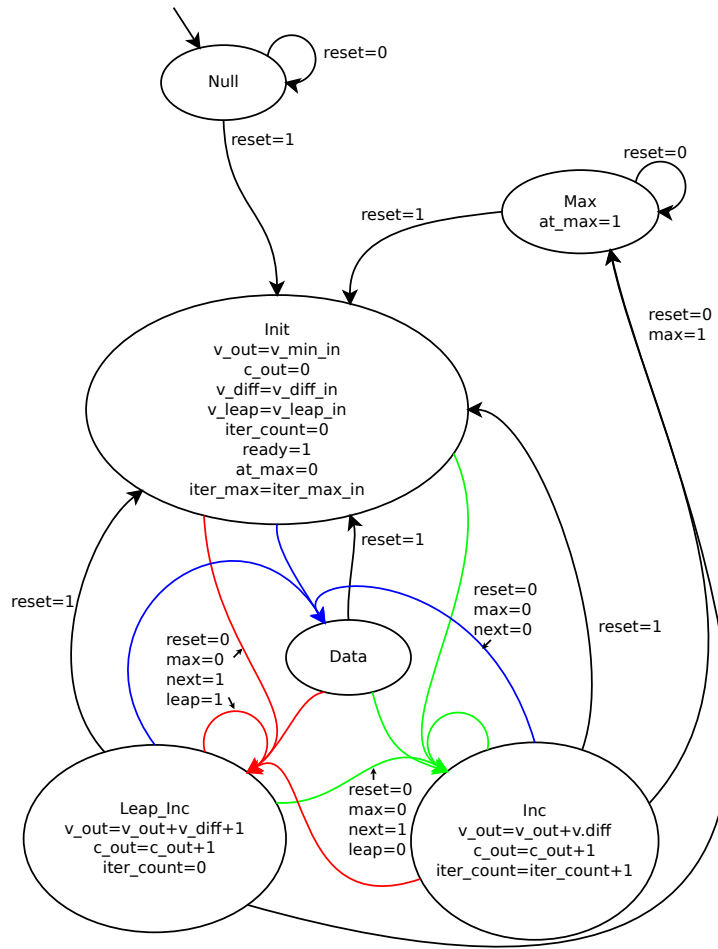 Null
reset=0
reset=1
reset=0
Max
at_max=1
reset=1
reset=0
max=1
Init
v_out=v_min_in
c_out=0
v_diff=v_diff_in
v_leap=v_leap_in
iter_count=0
ready=1
at_max=0
iter_max=iter_max_in
reset=1
reset=1
reset=0
max=0
next=0
reset=1
reset=0
max=0
next=1
leap=1
Data
reset=0
max=0
next=1
leap=0
Leap_Inc
v_out=v_out+v_diff+1
c_out=c_out+1
iter_count=0
Inc
v_out=v_out+v.diff
c_out=c_out+1
iter_count=iter_count+1